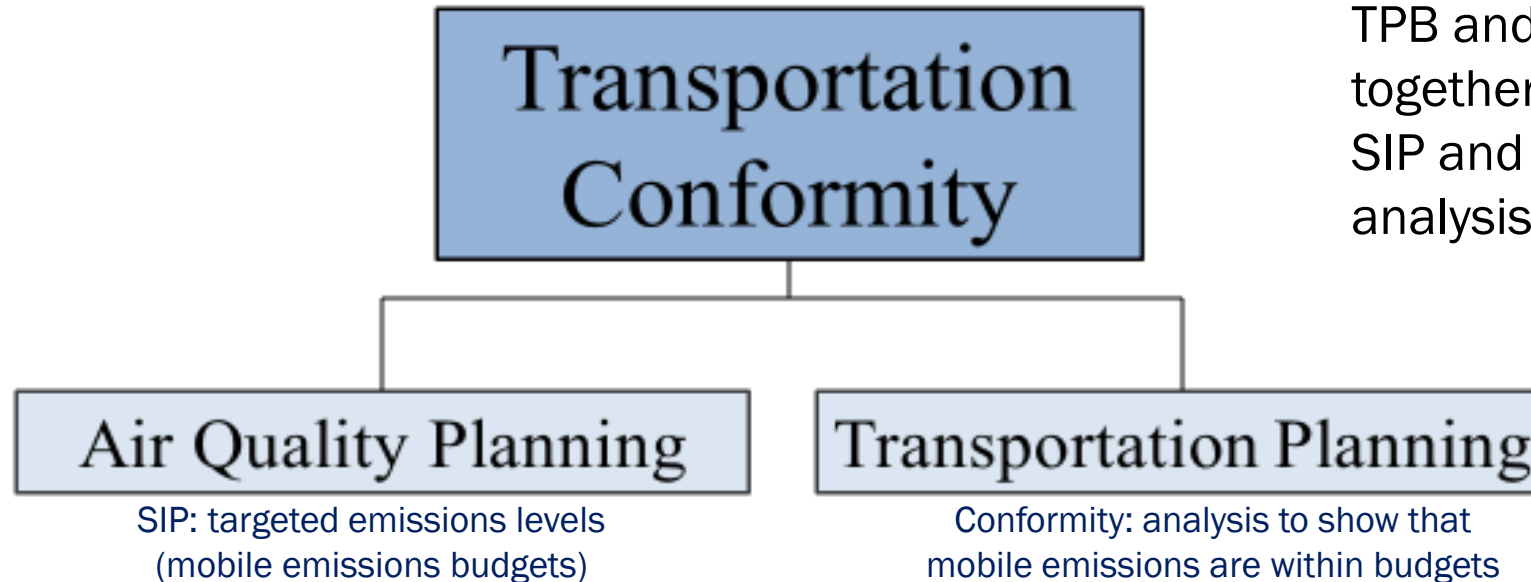 Transportation
Conformity
TPB and
together
SIP and
analysis
Air Quality Planning
SIP: targeted emissions levels
(mobile emissions budgets)
Transportation Planning
Conformity: analysis to show that
mobile emissions are within budgets